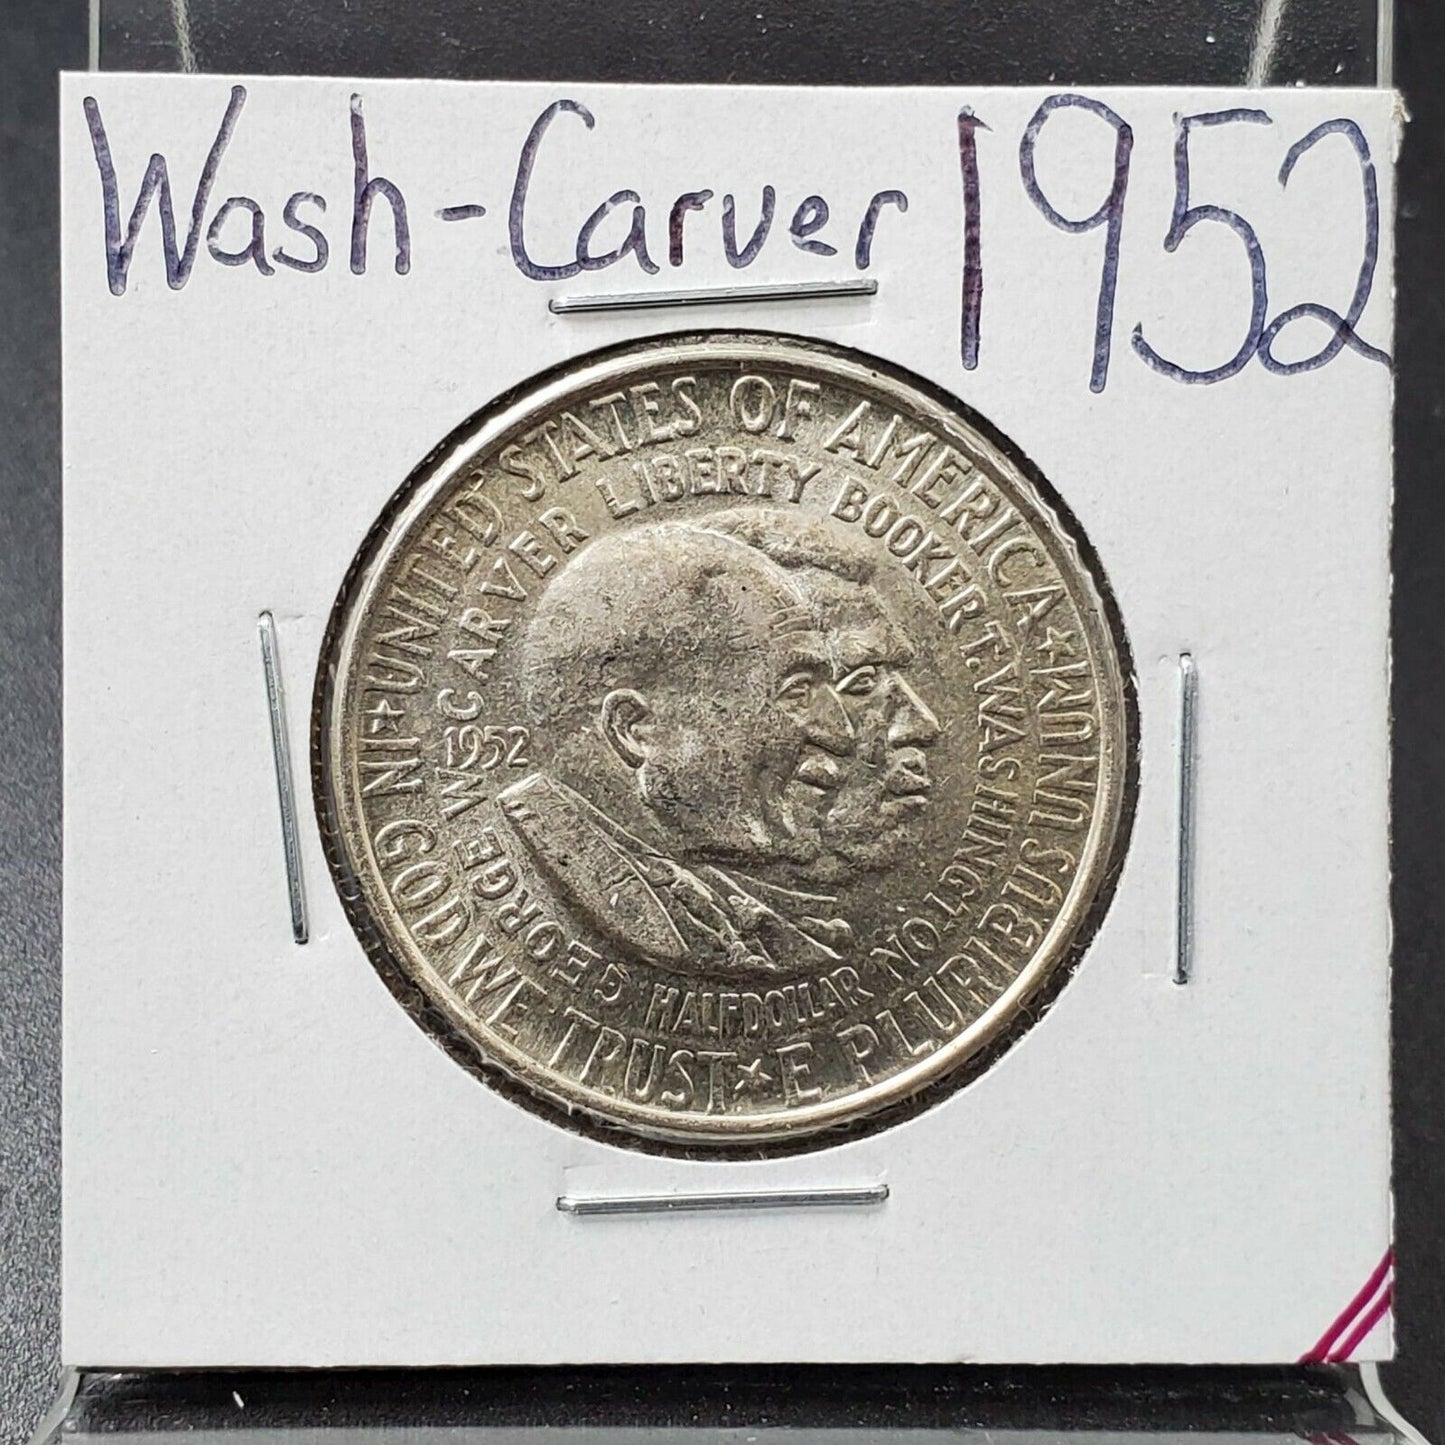 Wash-Carver 1952
UNITED STATES OF AMERICA ★ E PLURIBUS UNUM ★ IN GOD WE TRUST ★
GEORGE W CARVER LIBERTY BOOKER T. WASHINGTON
1952
HALF DOLLAR